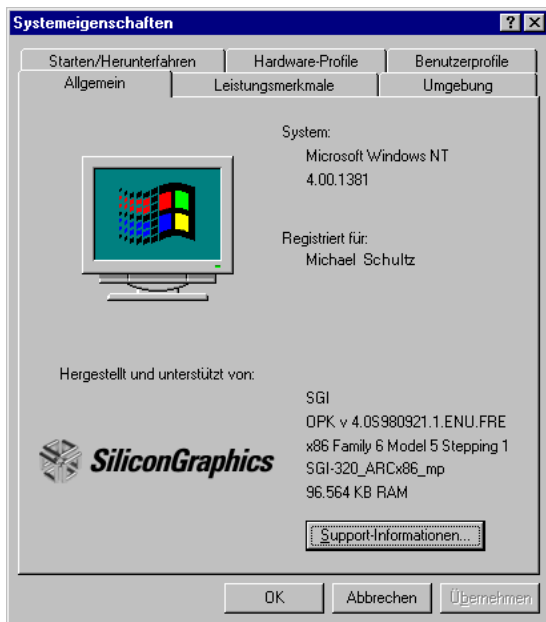 Systemeigenschaften
Starten/Herunterfahren
Hardware-Profile
Benutzerprofile
Allgemein
Leistungsmerkmale
Umgebung
System:
Microsoft Windows NT
4.00.1381
Registriert für:
Michael Schultz
Hergestellt und unterstützt von:
SiliconGraphics
SGI
OPK v 4.0S980921.1.ENU.FRE
x86 Family 6 Model 5 Stepping 1
SGI-320_ARCx86_mp
96.564 KB RAM
Support-Informationen...
OK
Abbrechen
Übernehmen